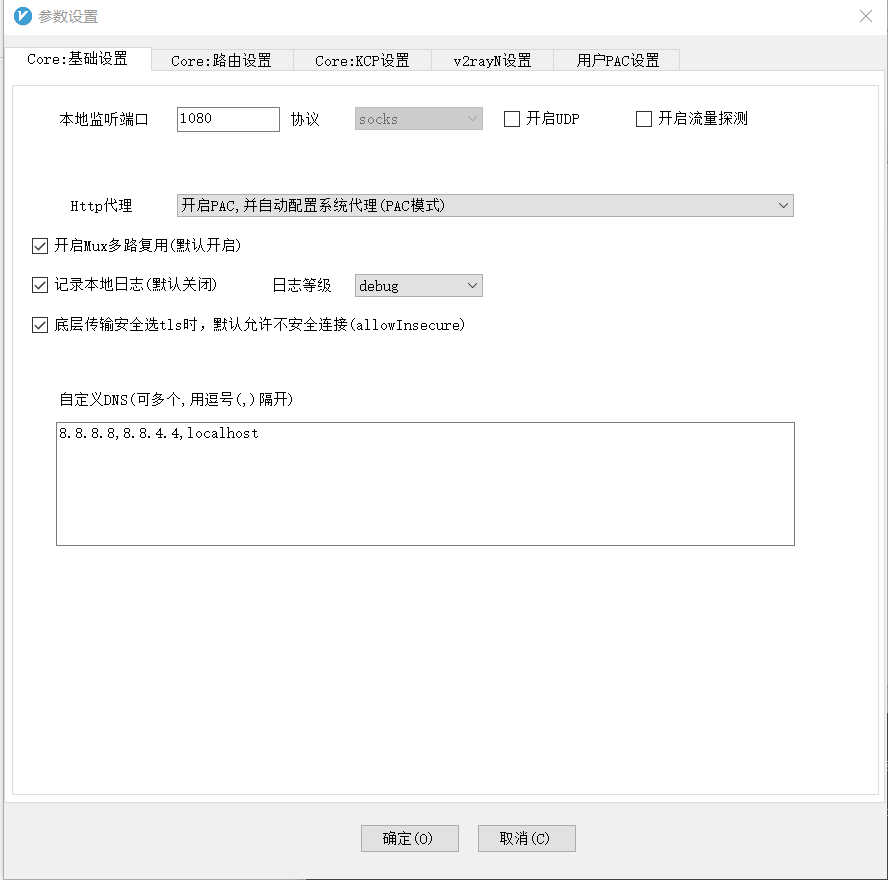 参数设置
Core:基础设置 Core:路由设置 Core:KCP设置 v2rayN设置 用户PAC设置
本地监听端口 1080 协议 socks 开启UDP 开启流量探测
Http代理 开启PAC,并自动配置系统代理(PAC模式)
开启Mux多路复用(默认开启)
记录本地日志(默认关闭) 日志等级 debug
底层传输安全选tls时，默认允许不安全连接(allowInsecure)
自定义DNS(可多个,用逗号(,)隔开)
8.8.8.8,8.8.4.4,localhost
确定(O) 取消(C)